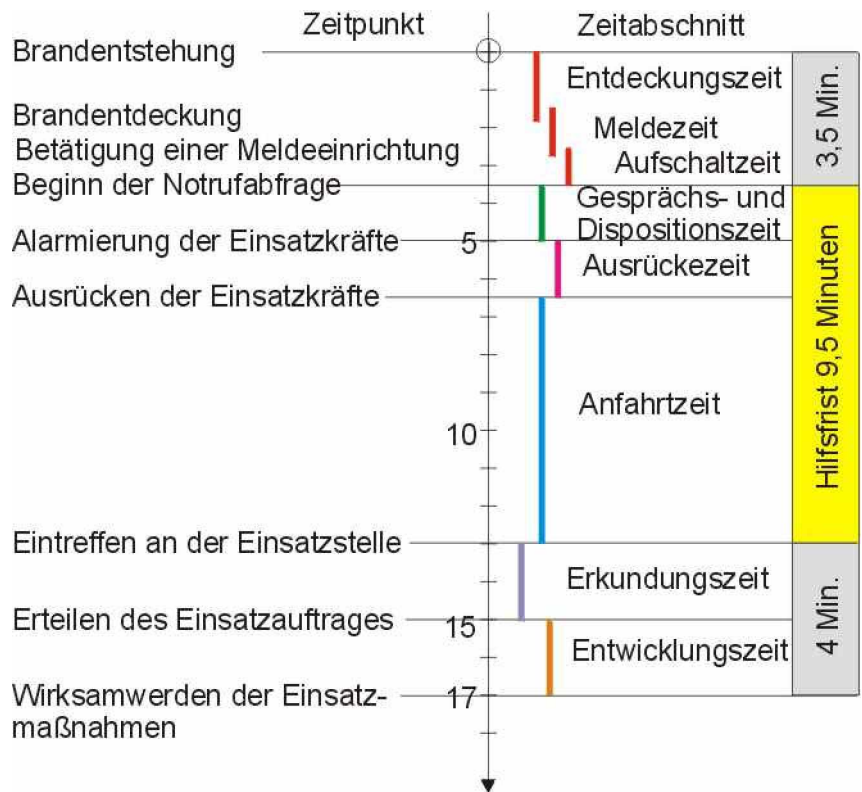 Zeitpunkt
Zeitabschnitt
Brandentstehung
Entdeckungszeit
Brandentdeckung
Meldezeit
Betätigung einer Meldeeinrichtung
Aufschaltzeit
Beginn der Notrufabfrage
3,5 Min.
Gesprächs- und
Dispositionszeit
Alarmierung der Einsatzkräfte
5
Ausrückezeit
Ausrücken der Einsatzkräfte
Anfahrtzeit
10
Hilfsfrist 9,5 Minuten
Eintreffen an der Einsatzstelle
Erkundungszeit
Erteilen des Einsatzauftrages
15
Entwicklungszeit
4 Min.
Wirksamwerden der Einsatz-
maßnahmen
17